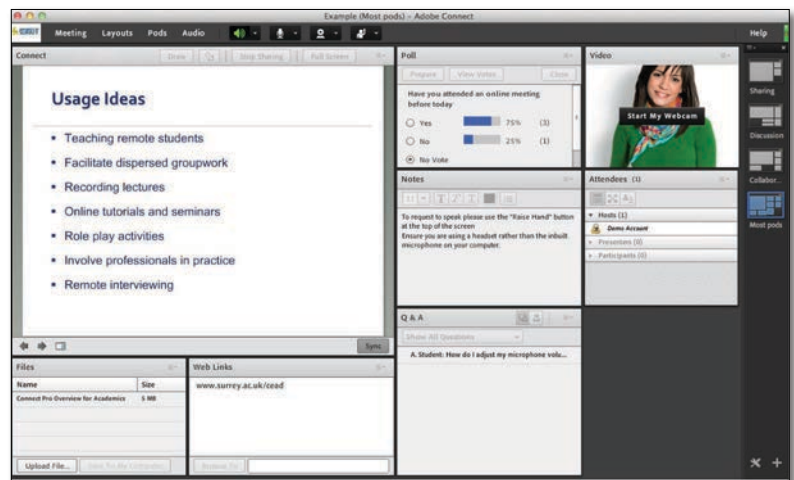 Example (Most pods) – Adobe Connect
Meeting Layouts Pods Audio Help
Connect Draw Stop Sharing Full Screen
Usage Ideas
• Teaching remote students
• Facilitate dispersed groupwork
• Recording lectures
• Online tutorials and seminars
• Role play activities
• Involve professionals in practice
• Remote interviewing
Sync
Files
Name Size
Connect Pro Overview for Academics 5 MB
Upload File...
Web Links
www.surrey.ac.uk/cead
Browse To
Poll
Prepare View Votes Close
Have you attended an online meeting
before today
Yes 75% (3)
No 25% (1)
No Vote
Notes
To request to speak please use the "Raise Hand" button
at the top of the screen
Ensure you are using a headset rather than the inbuilt
microphone on your computer.
Q & A
Show All Questions
A. Student: How do I adjust my microphone volu...
Video
Start My Webcam
Attendees (1)
Hosts (1)
Demo Account
Presenters (0)
Participants (0)
Sharing
Discussion
Collabor...
Most pods